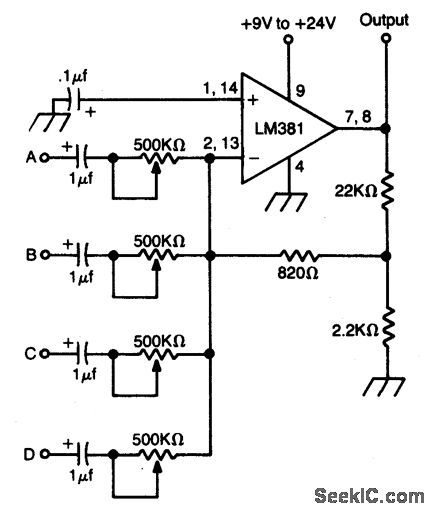 +9V to +24V
Output
.1µf
+
1, 14
+
9
LM381
7, 8
A
+
1µf
500KΩ
2, 13
−
4
22KΩ
B
+
1µf
500KΩ
820Ω
2.2KΩ
C
+
1µf
500KΩ
D
+
1µf
500KΩ
SeekIC.com